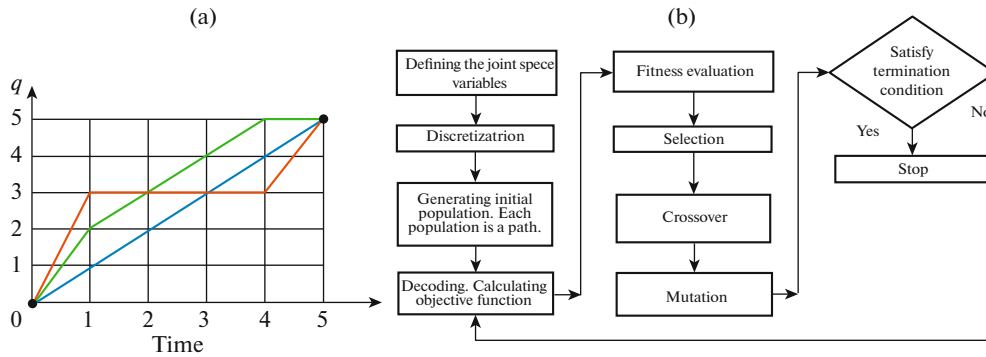 (a)
q
5
4
3
2
1
0
1
2
3
4
5
Time
(b)
Defining the joint spece
variables
Discretizatrion
Generating initial
population. Each
population is a path.
Decoding. Calculating
objective function
Fitness evaluation
Selection
Crossover
Mutation
Satisfy
termination
condition
Yes
No
Stop